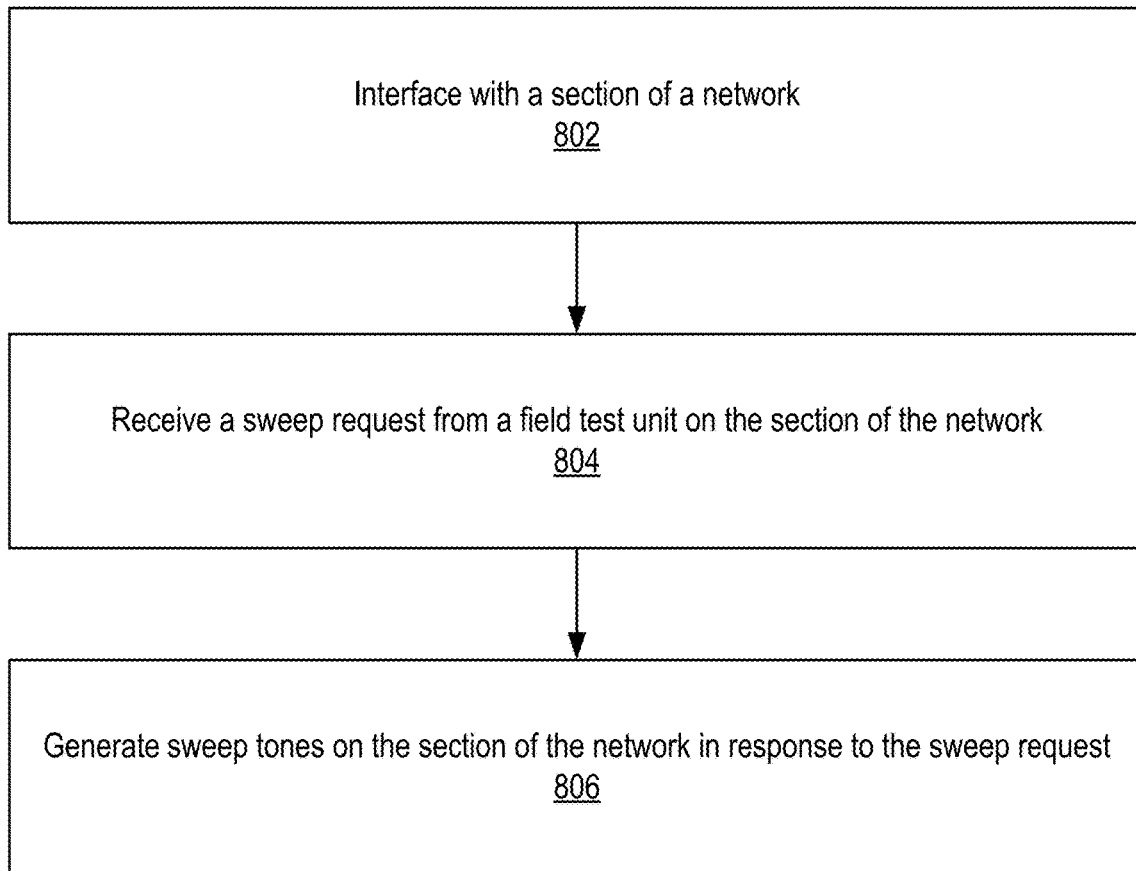 Interface with a section of a network
802
Receive a sweep request from a field test unit on the section of the network
804
Generate sweep tones on the section of the network in response to the sweep request
806